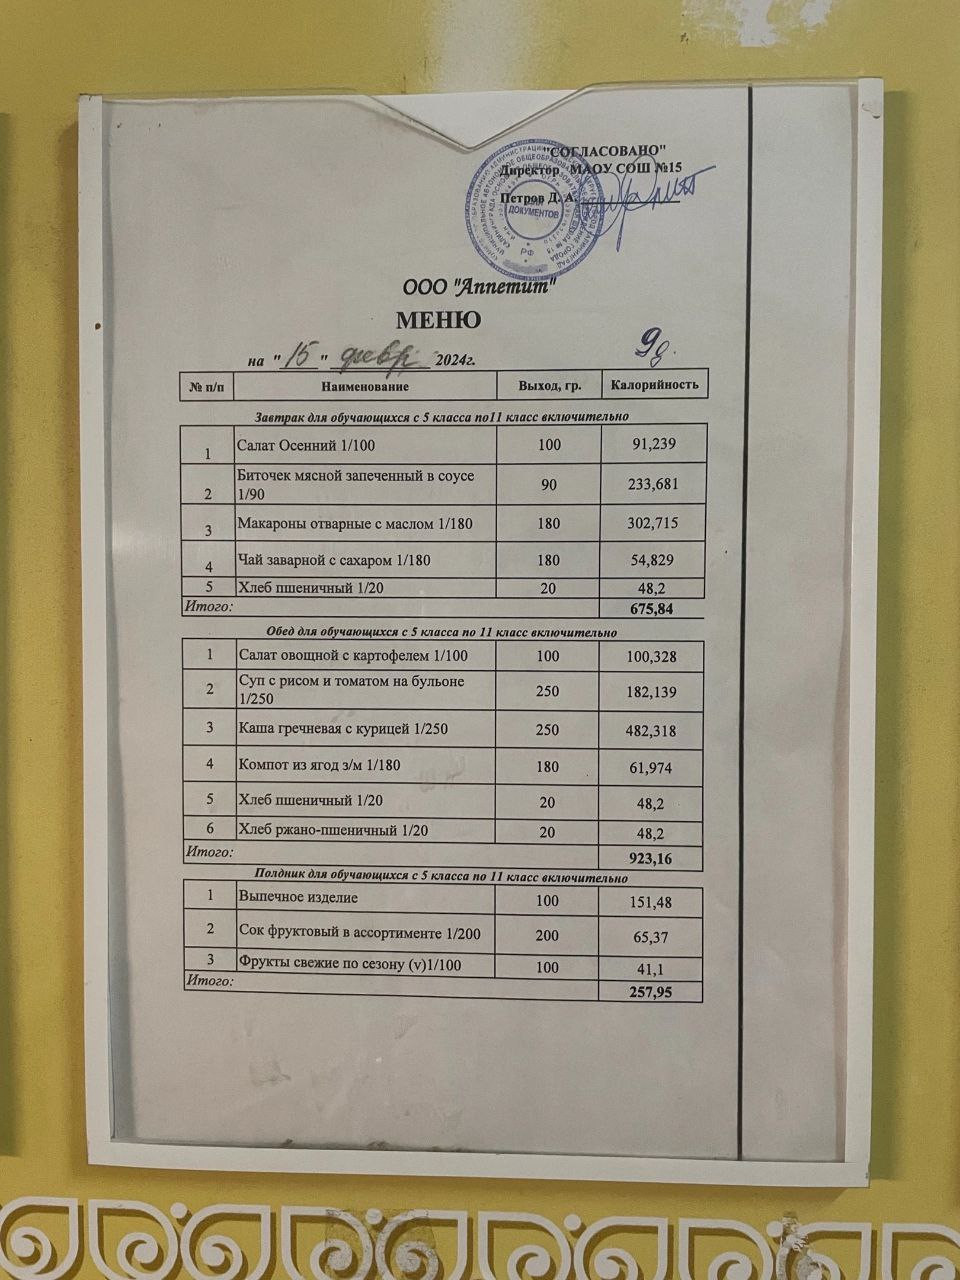 "СОГЛАСОВАНО"
Директор МАОУ СОШ №15
Петров Д. А.
ДОКУМЕНТОВ
РФ
ООО "Аппетит"
МЕНЮ
на "15" февр 2024г.
9д.
№ п/п Наименование Выход, гр. Калорийность
Завтрак для обучающихся с 5 класса по11 класс включительно
1 Салат Осенний 1/100 100 91,239
Биточек мясной запеченный в соусе
2 1/90 90 233,681
3 Макароны отварные с маслом 1/180 180 302,715
4 Чай заварной с сахаром 1/180 180 54,829
5 Хлеб пшеничный 1/20 20 48,2
Итого: 675,84
Обед для обучающихся с 5 класса по 11 класс включительно
1 Салат овощной с картофелем 1/100 100 100,328
2 Суп с рисом и томатом на бульоне
1/250 250 182,139
3 Каша гречневая с курицей 1/250 250 482,318
4 Компот из ягод з/м 1/180 180 61,974
5 Хлеб пшеничный 1/20 20 48,2
6 Хлеб ржано-пшеничный 1/20 20 48,2
Итого: 923,16
Полдник для обучающихся с 5 класса по 11 класс включительно
1 Выпечное изделие 100 151,48
2 Сок фруктовый в ассортименте 1/200 200 65,37
3 Фрукты свежие по сезону (v)1/100 100 41,1
Итого: 257,95